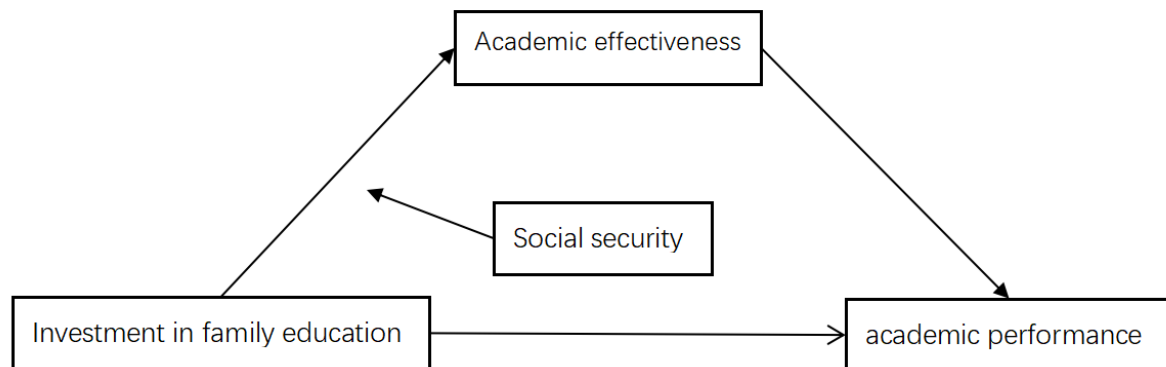 Academic effectiveness
Social security
Investment in family education
academic performance